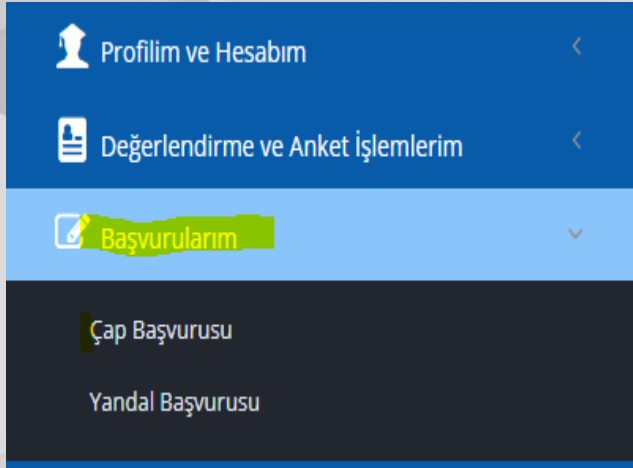 Profilim ve Hesabım
Değerlendirme ve Anket İşlemlerim
Başvurularım
Çap Başvurusu
Yandal Başvurusu